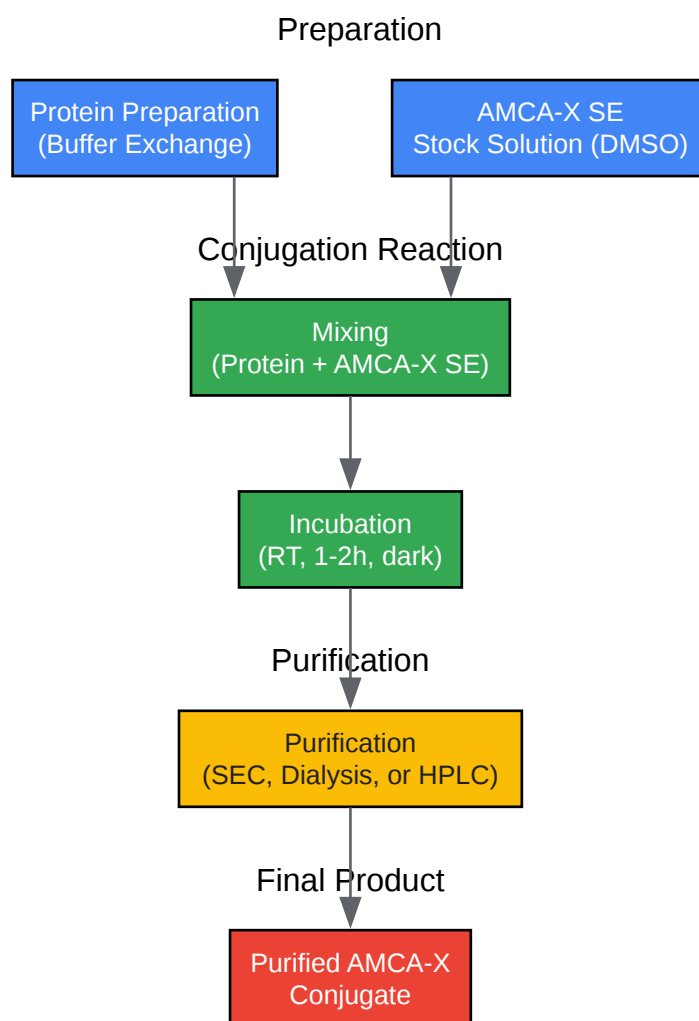 Preparation
Protein Preparation
(Buffer Exchange)
AMCA-X SE
Stock Solution (DMSO)
Conjugation Reaction
Mixing
(Protein + AMCA-X SE)
Incubation
(RT, 1-2h, dark)
Purification
Purification
(SEC, Dialysis, or HPLC)
Final Product
Purified AMCA-X
Conjugate